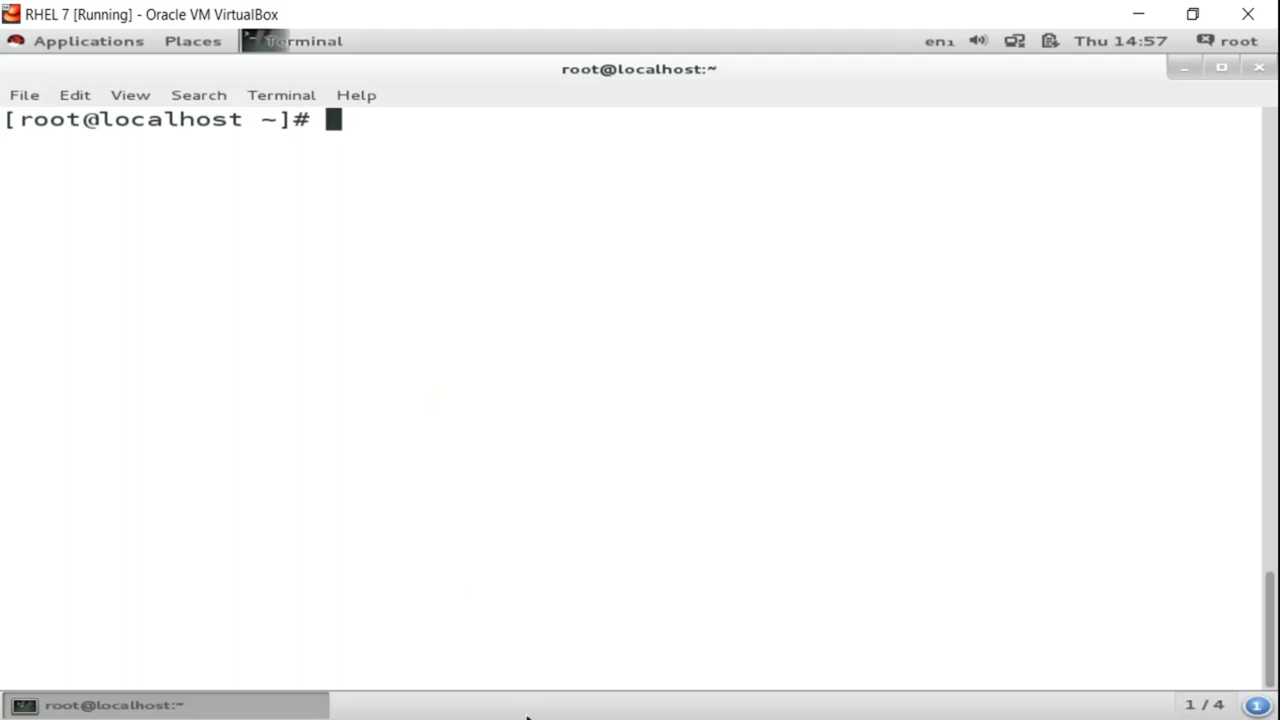 RHEL 7 [Running] - Oracle VM VirtualBox
Applications Places Terminal en1 Thu 14:57 root
root@localhost:~
File Edit View Search Terminal Help
[root@localhost ~]#
root@localhost:~ 1 / 4 1